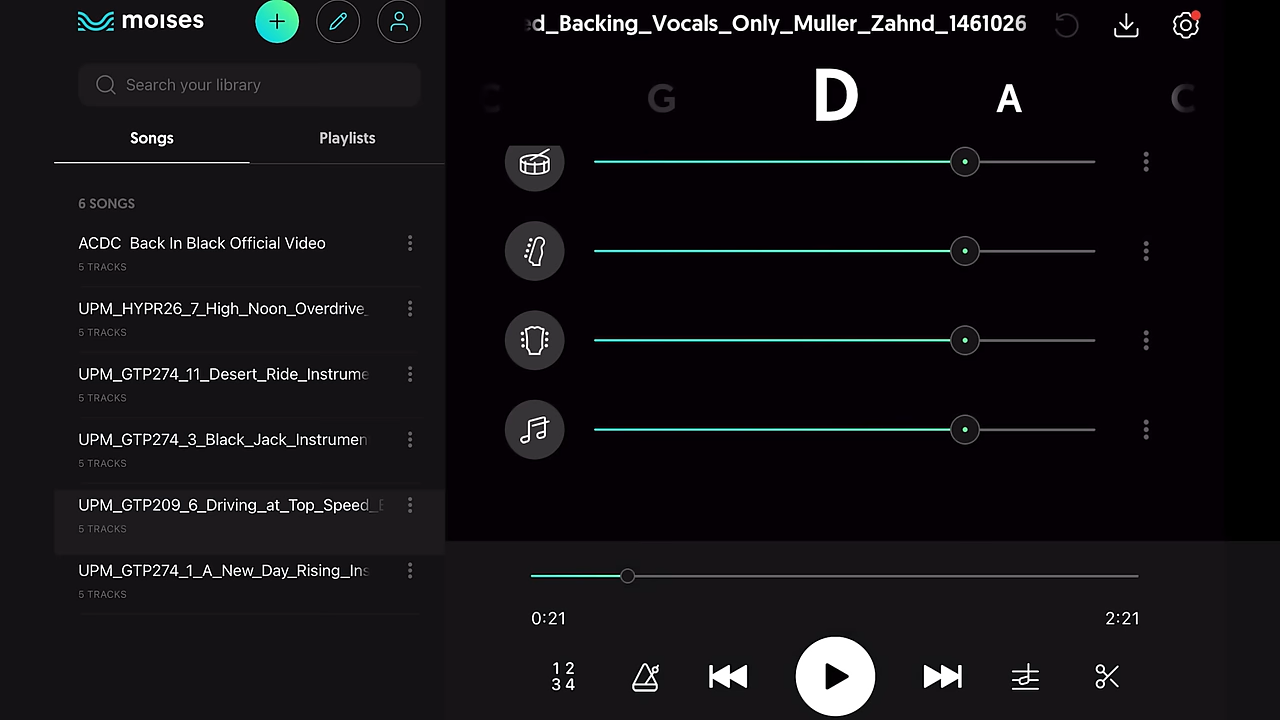 moises
Search your library
Songs
Playlists
6 SONGS
ACDC Back In Black Official Video
5 TRACKS
UPM_HYPR26_7_High_Noon_Overdrive_
5 TRACKS
UPM_GTP274_11_Desert_Ride_Instrume
5 TRACKS
UPM_GTP274_3_Black_Jack_Instrumen
5 TRACKS
UPM_GTP209_6_Driving_at_Top_Speed_E
5 TRACKS
UPM_GTP274_1_A_New_Day_Rising_Ins
5 TRACKS
ed_Backing_Vocals_Only_Muller_Zahnd_1461026
C G D A C
0:21
2:21
1 2
3 4